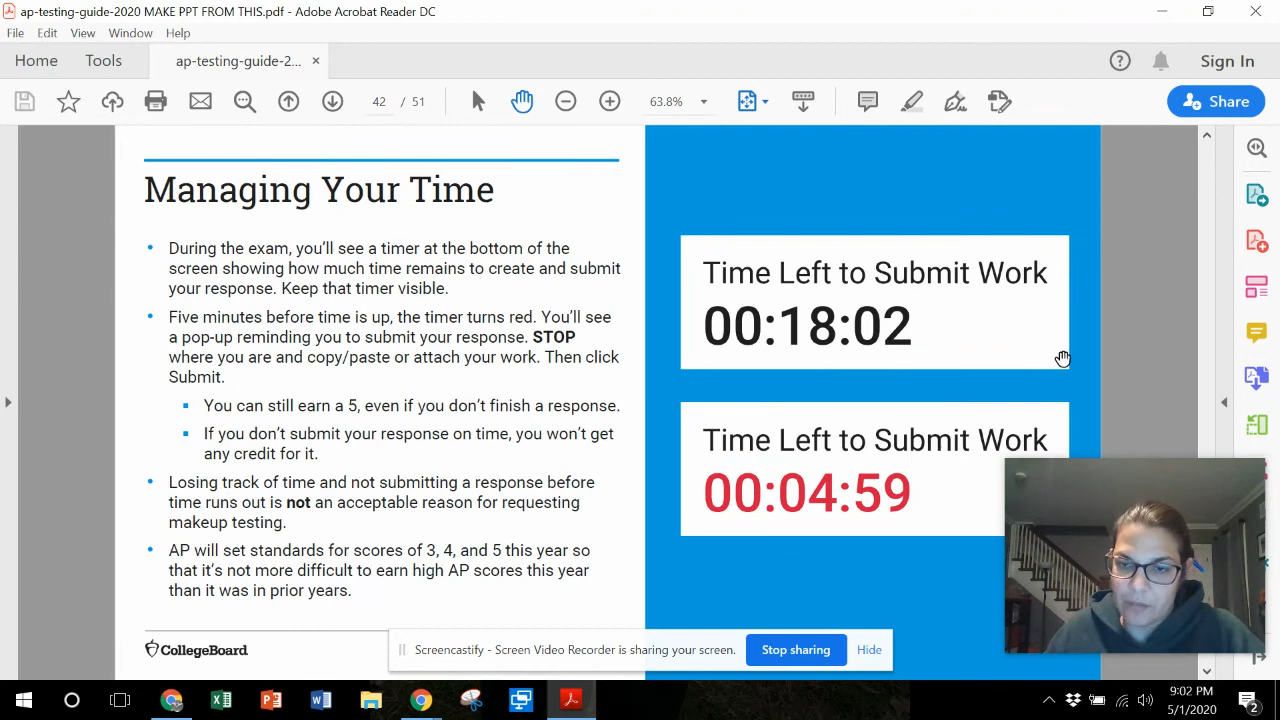 ap-testing-guide-2020 MAKE PPT FROM THIS.pdf - Adobe Acrobat Reader DC
File Edit View Window Help
Home Tools ap-testing-guide-2... × Sign In
42 / 51 63.8% Share
Managing Your Time
• During the exam, you'll see a timer at the bottom of the
screen showing how much time remains to create and submit
your response. Keep that timer visible.
• Five minutes before time is up, the timer turns red. You'll see
a pop-up reminding you to submit your response. STOP
where you are and copy/paste or attach your work. Then click
Submit.
▪ You can still earn a 5, even if you don't finish a response.
▪ If you don't submit your response on time, you won't get
any credit for it.
• Losing track of time and not submitting a response before
time runs out is not an acceptable reason for requesting
makeup testing.
• AP will set standards for scores of 3, 4, and 5 this year so
that it's not more difficult to earn high AP scores this year
than it was in prior years.
CollegeBoard
Time Left to Submit Work
00:18:02
Time Left to Submit Work
00:04:59
Screencastify - Screen Video Recorder is sharing your screen. Stop sharing Hide
9:02 PM
5/1/2020
2